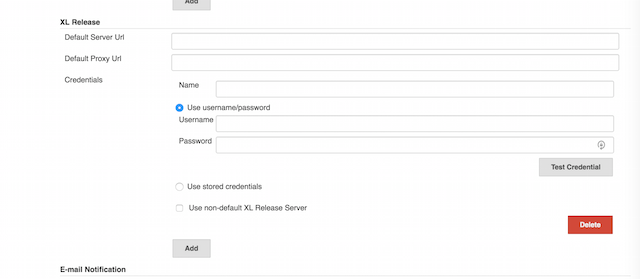 Add
XL Release
Default Server Url
Default Proxy Url
Credentials
Name
Use username/password
Username
Password
Test Credential
Use stored credentials
Use non-default XL Release Server
Delete
Add
E-mail Notification